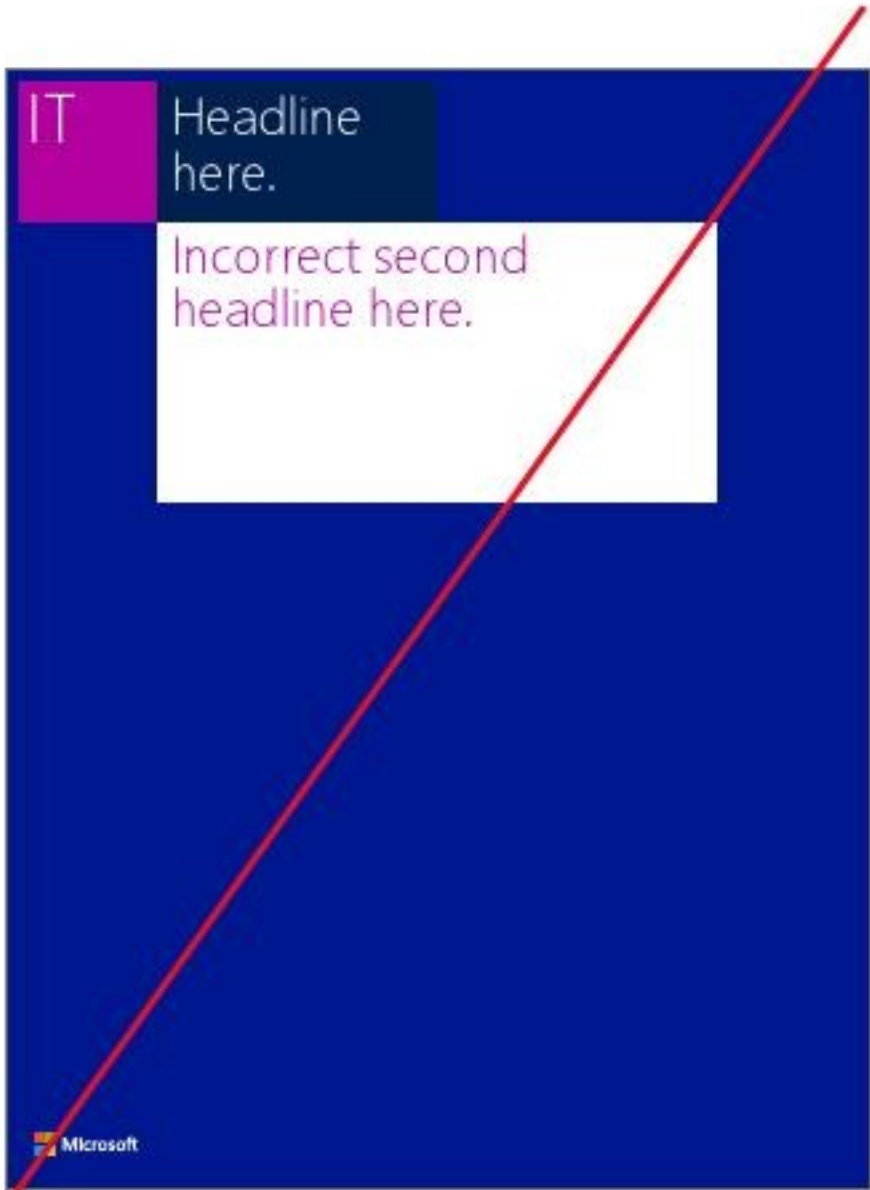 IT
Headline
here.
Incorrect second
headline here.
Microsoft